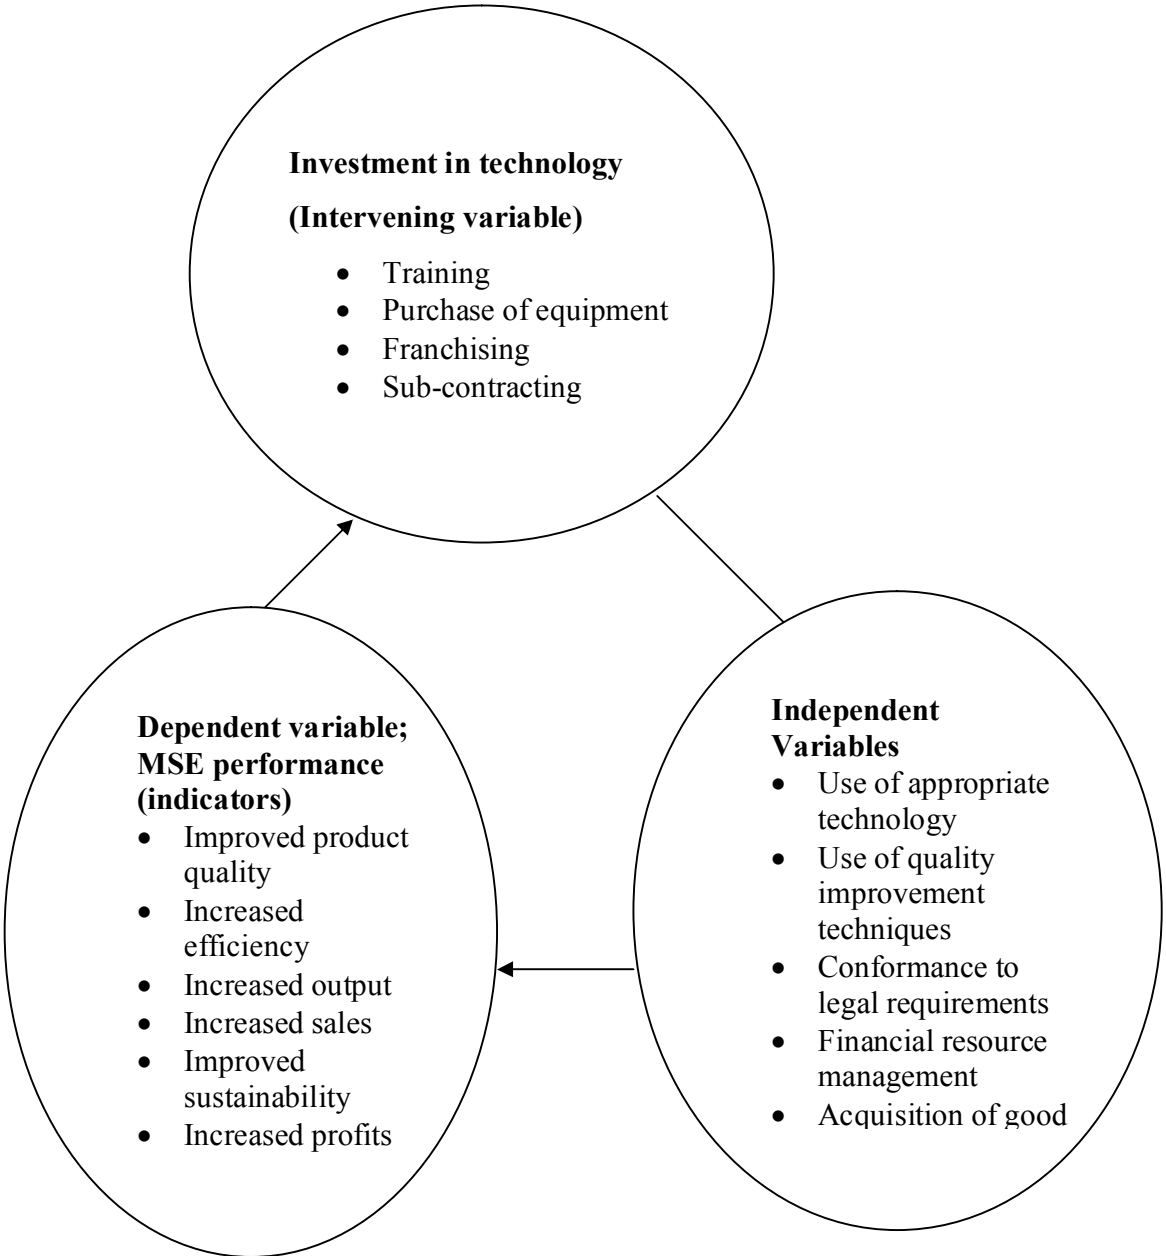 Investment in technology
(Intervening variable)
• Training
• Purchase of equipment
• Franchising
• Sub-contracting
Dependent variable;
MSE performance
(indicators)
• Improved product
quality
• Increased
efficiency
• Increased output
• Increased sales
• Improved
sustainability
• Increased profits
Independent
Variables
• Use of appropriate
technology
• Use of quality
improvement
techniques
• Conformance to
legal requirements
• Financial resource
management
• Acquisition of good